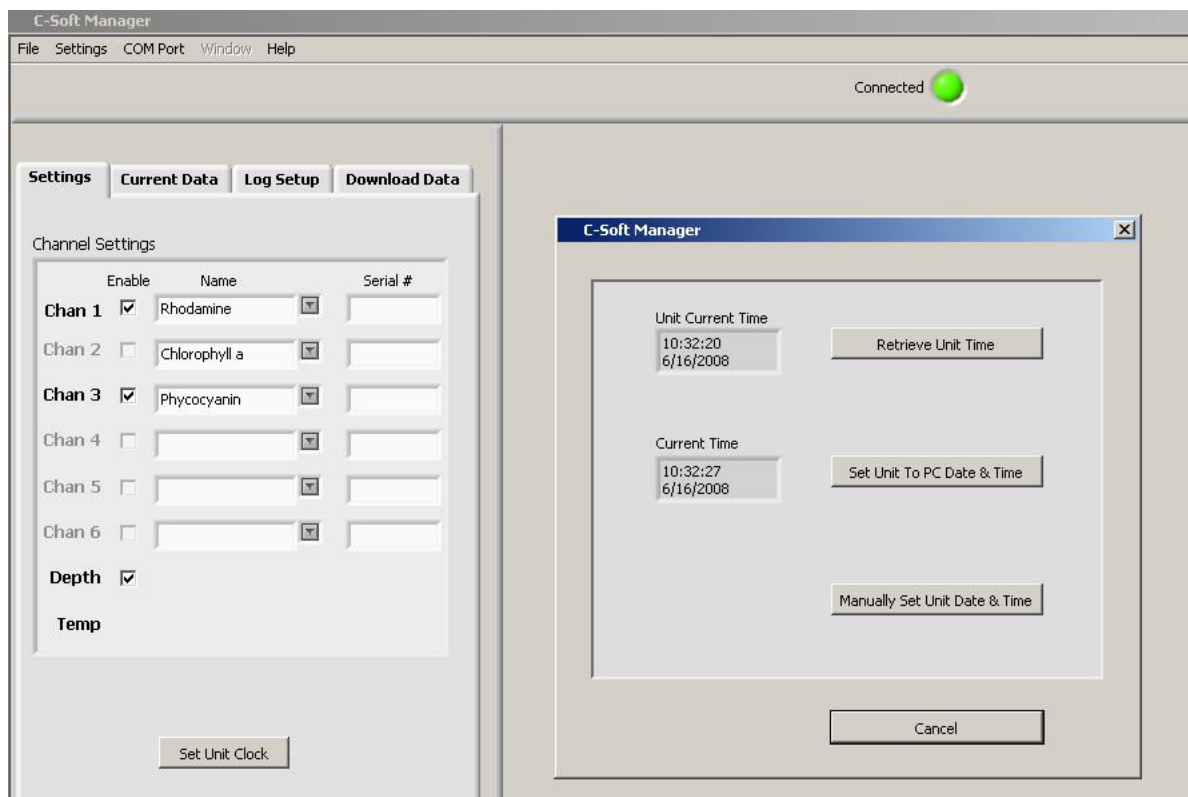 C-Soft Manager
File Settings COM Port Window Help
Connected
Settings Current Data Log Setup Download Data
Channel Settings
Enable Name Serial #
Chan 1 Rhodamine
Chan 2 Chlorophyll a
Chan 3 Phycocyanin
Chan 4
Chan 5
Chan 6
Depth
Temp
Set Unit Clock
C-Soft Manager
Unit Current Time
10:32:20
6/16/2008
Retrieve Unit Time
Current Time
10:32:27
6/16/2008
Set Unit To PC Date & Time
Manually Set Unit Date & Time
Cancel